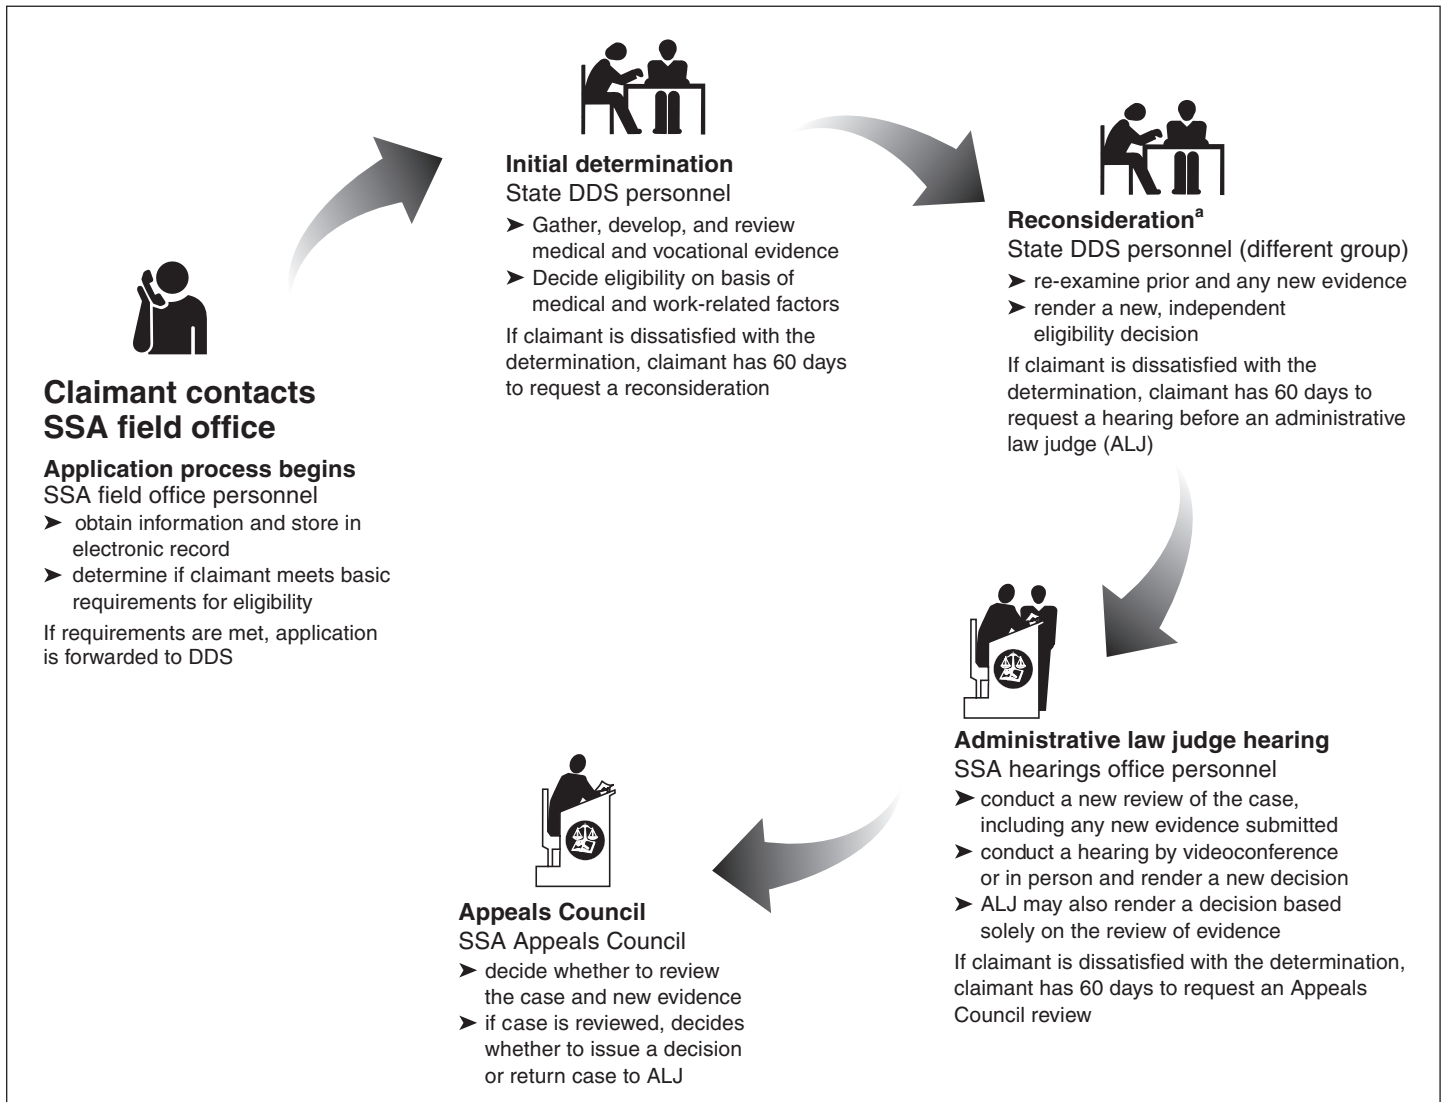 Claimant contacts
SSA field office
Application process begins
SSA field office personnel
➤ obtain information and store in
electronic record
➤ determine if claimant meets basic
requirements for eligibility
If requirements are met, application
is forwarded to DDS
Initial determination
State DDS personnel
➤ Gather, develop, and review
medical and vocational evidence
➤ Decide eligibility on basis of
medical and work-related factors
If claimant is dissatisfied with the
determination, claimant has 60 days
to request a reconsideration
Reconsiderationᵃ
State DDS personnel (different group)
➤ re-examine prior and any new evidence
➤ render a new, independent
eligibility decision
If claimant is dissatisfied with the
determination, claimant has 60 days to
request a hearing before an administrative
law judge (ALJ)
Administrative law judge hearing
SSA hearings office personnel
➤ conduct a new review of the case,
including any new evidence submitted
➤ conduct a hearing by videoconference
or in person and render a new decision
➤ ALJ may also render a decision based
solely on the review of evidence
If claimant is dissatisfied with the determination,
claimant has 60 days to request an Appeals
Council review
Appeals Council
SSA Appeals Council
➤ decide whether to review
the case and new evidence
➤ if case is reviewed, decides
whether to issue a decision
or return case to ALJ